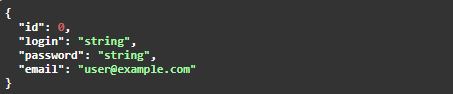 {
  "id": 0,
  "login": "string",
  "password": "string",
  "email": "user@example.com"
}